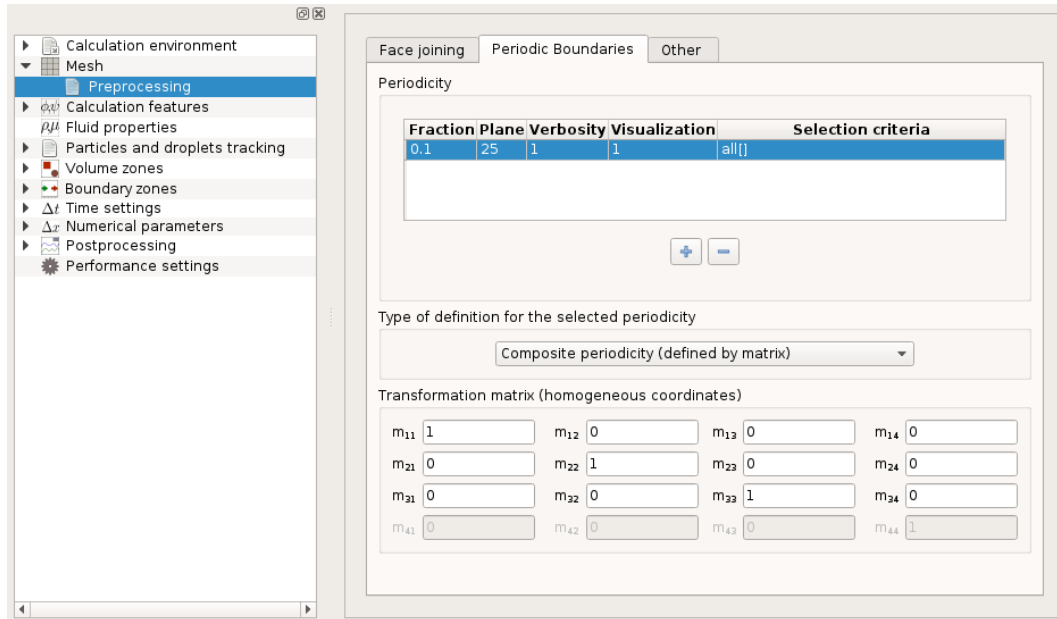 Calculation environment
Mesh
Preprocessing
Calculation features
Fluid properties
Particles and droplets tracking
Volume zones
Boundary zones
Δt Time settings
Δx Numerical parameters
Postprocessing
Performance settings
Face joining Periodic Boundaries Other
Periodicity
Fraction Plane Verbosity Visualization Selection criteria
0.1 25 1 1 all[]
Type of definition for the selected periodicity
Composite periodicity (defined by matrix)
Transformation matrix (homogeneous coordinates)
m₁₁ 1 m₁₂ 0 m₁₃ 0 m₁₄ 0
m₂₁ 0 m₂₂ 1 m₂₃ 0 m₂₄ 0
m₃₁ 0 m₃₂ 0 m₃₃ 1 m₃₄ 0
m₄₁ 0 m₄₂ 0 m₄₃ 0 m₄₄ 1